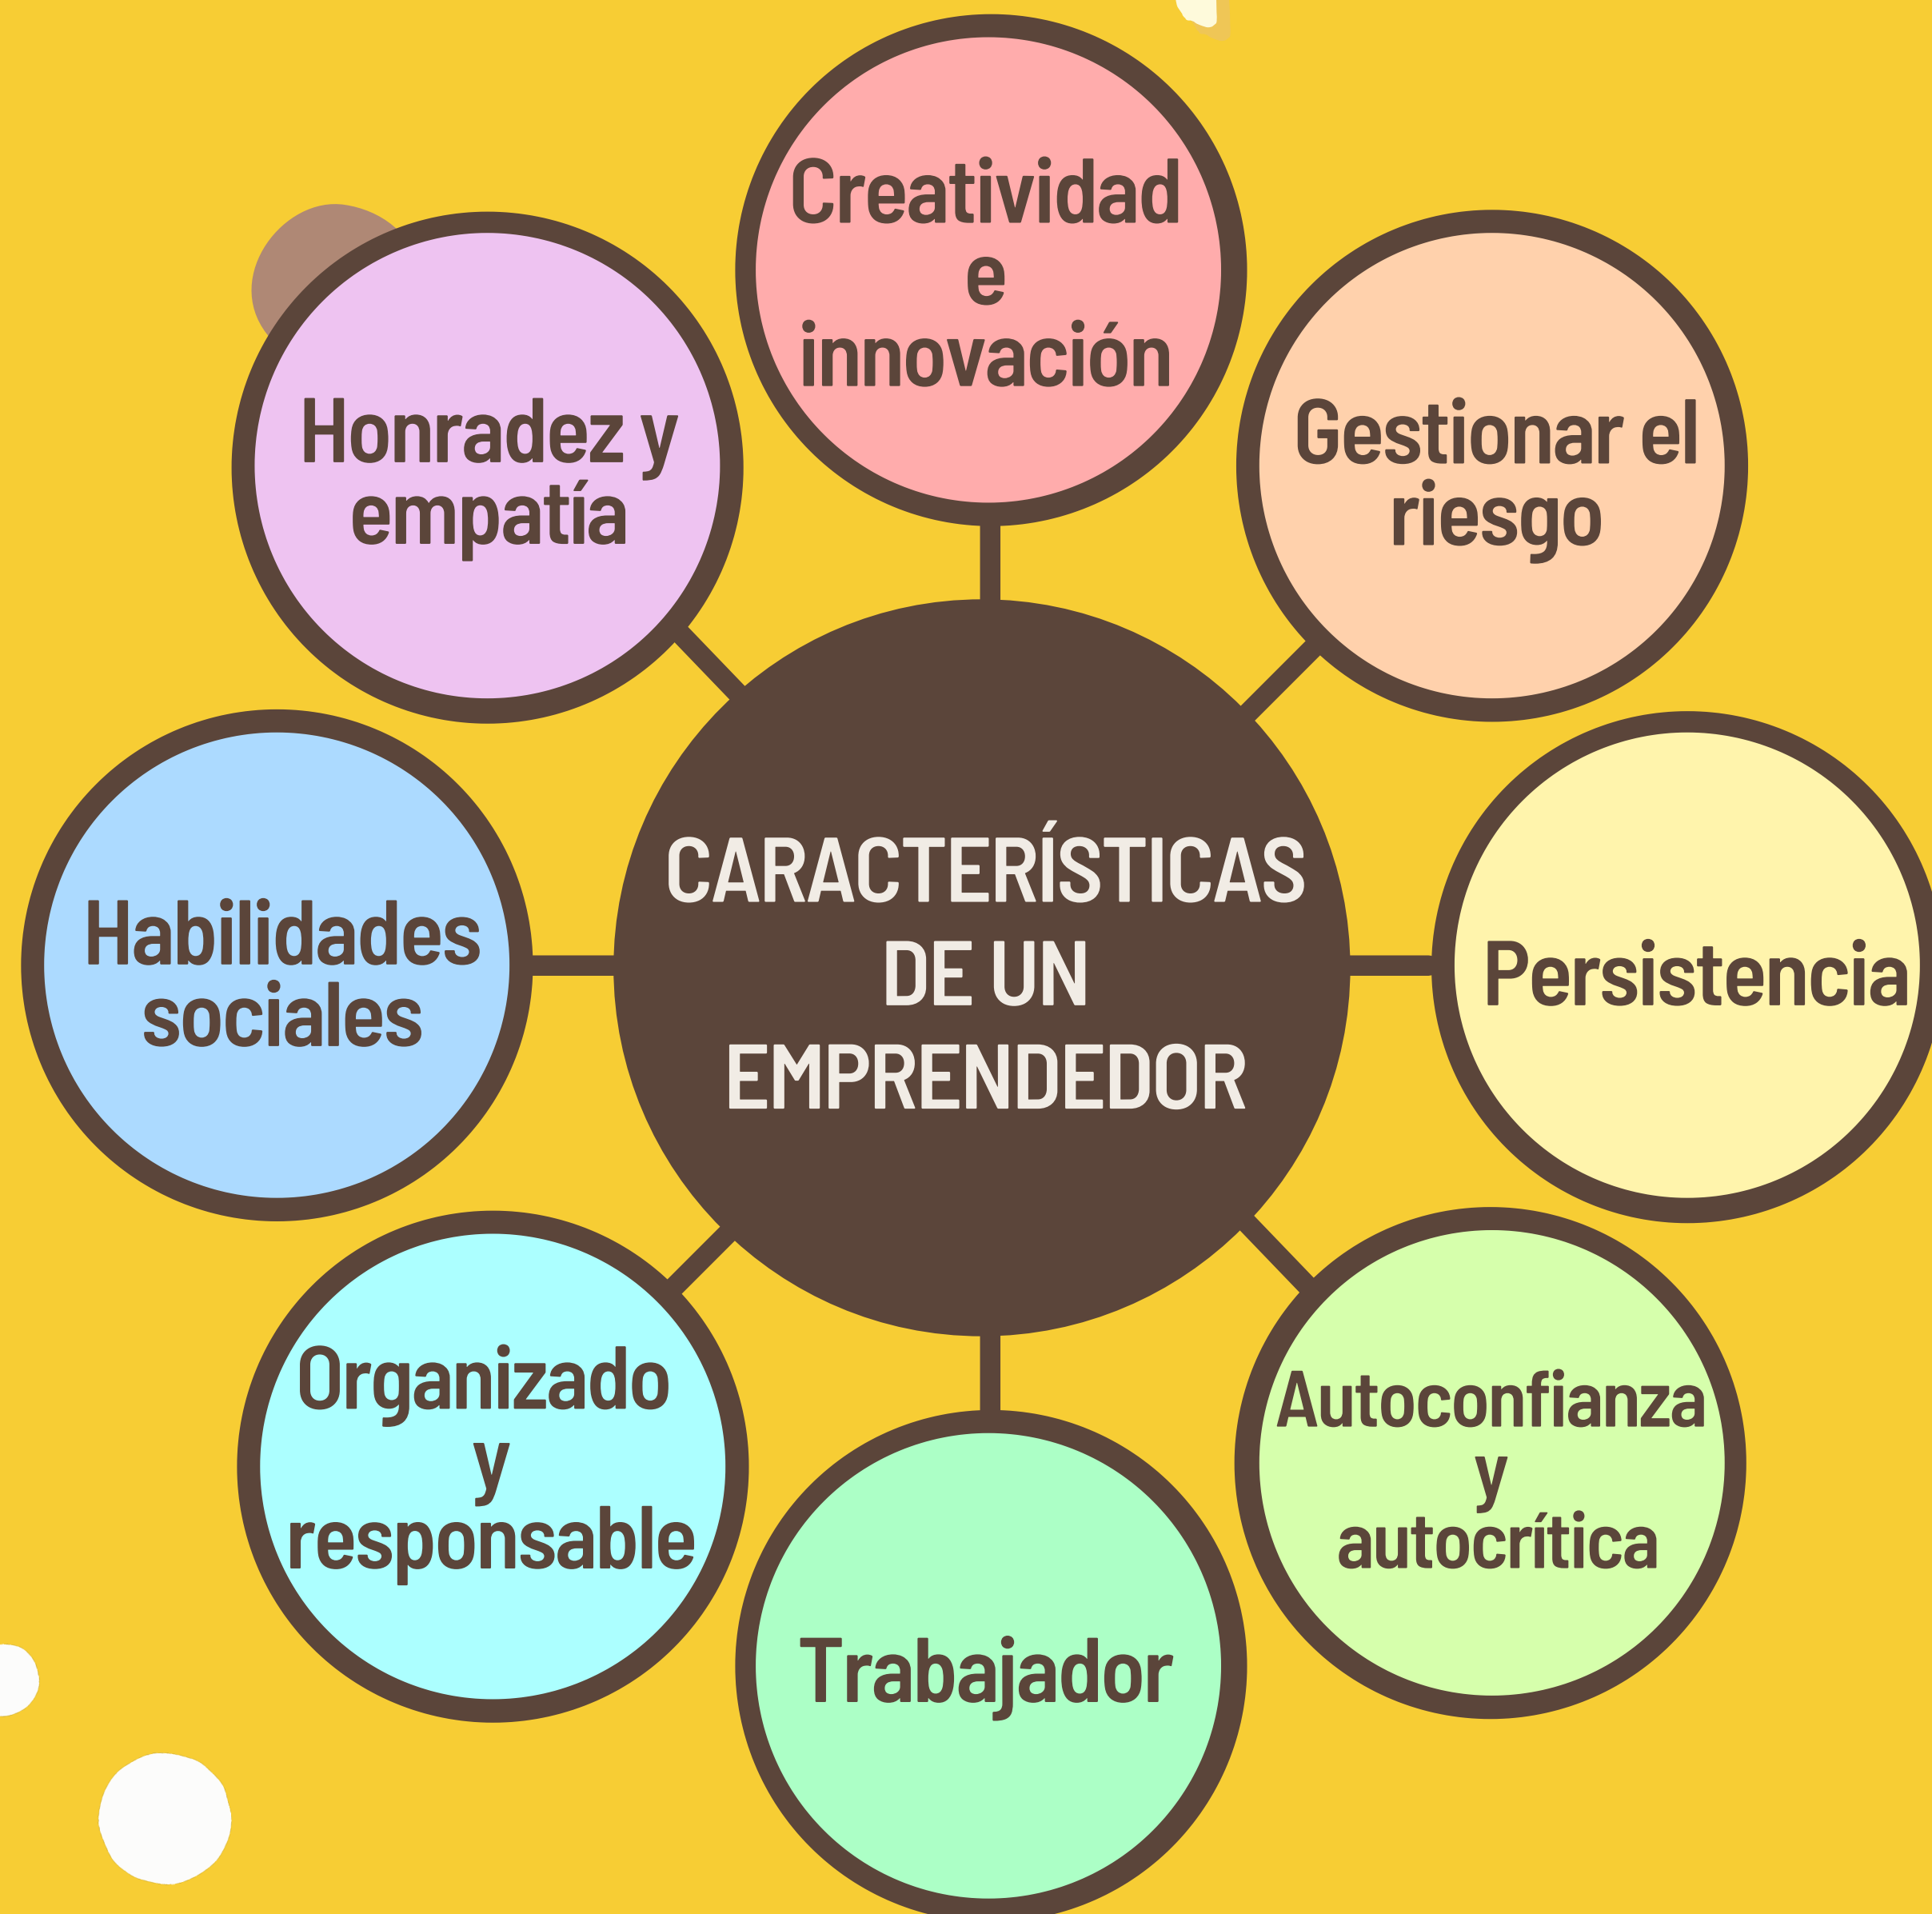 Creatividad
e
innovación
Honradez y
empatía
Gestionar el
riesgo
CARACTERÍSTICAS
DE UN
EMPRENDEDOR
Habilidades
sociales
Persistencia
Organizado
y
responsable
Autoconfianza
y
autocrítica
Trabajador